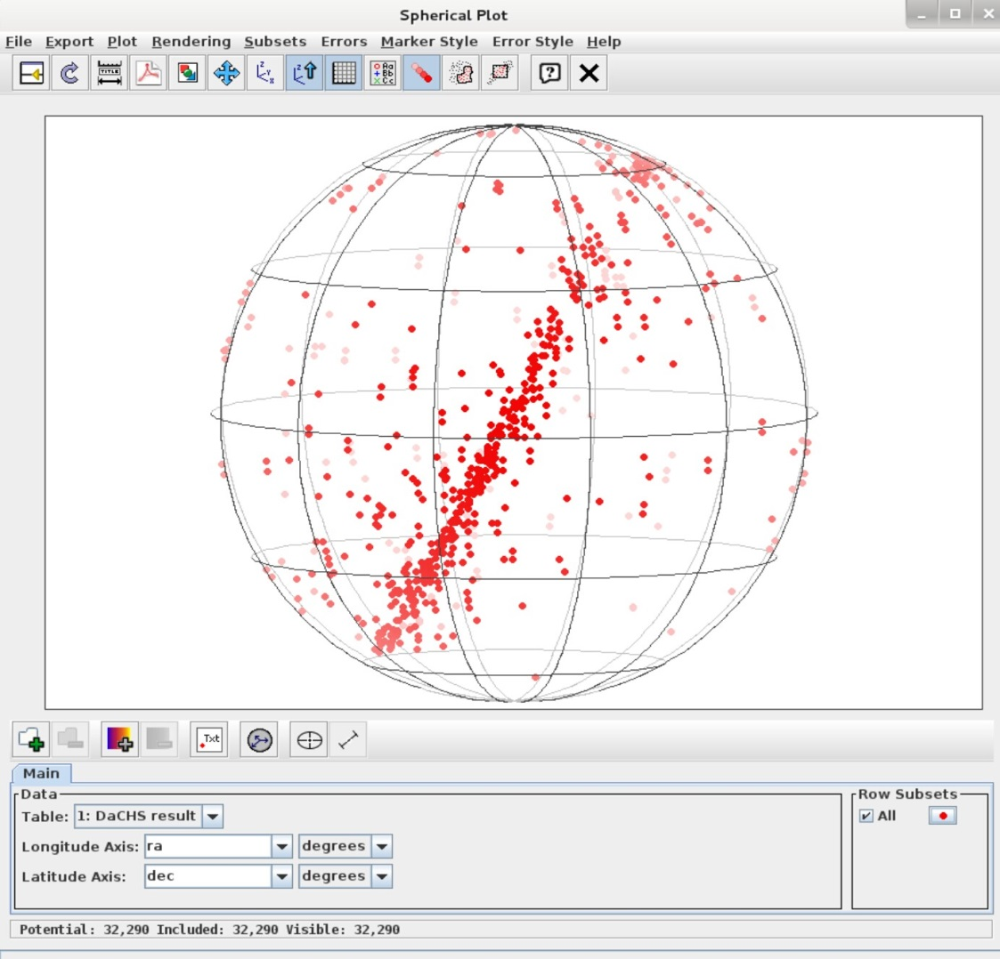 Spherical Plot
File Export Plot Rendering Subsets Errors Marker Style Error Style Help
TITLE
Txt
Main
Data
Row Subsets
Table: 1: DaCHS result
All
Longitude Axis: ra degrees
Latitude Axis: dec degrees
Potential: 32,290 Included: 32,290 Visible: 32,290